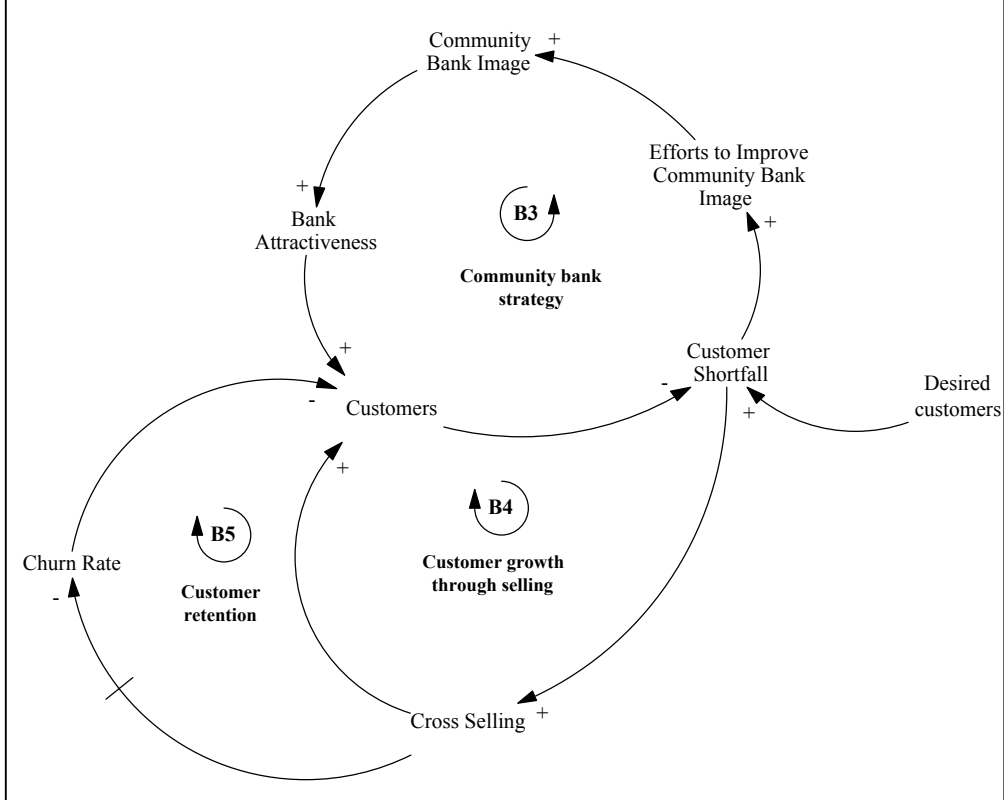 Community
Bank Image
+
Efforts to Improve
Community Bank
Image
+
+
Bank
Attractiveness
B3
Community bank
strategy
+
Customer
Shortfall
-
+
Desired
customers
-
Customers
+
B4
Customer growth
through selling
B5
Customer
retention
Churn Rate
-
Cross Selling
+